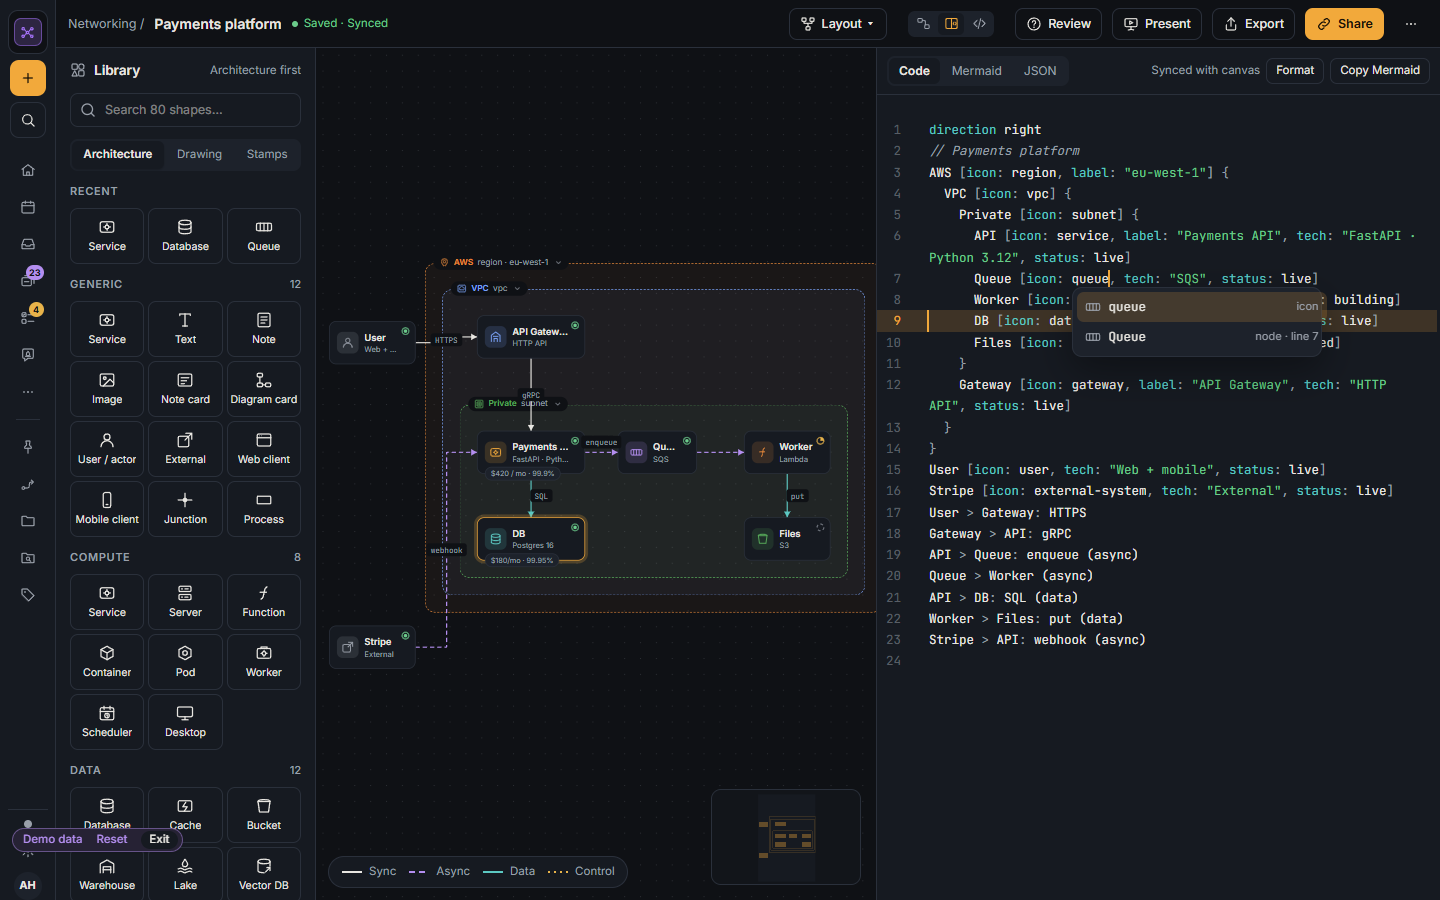 Networking / Payments platform Saved · Synced
Layout
Review
Present
Export
Share
23
4
Demo data Reset Exit
AH
Library Architecture first
Search 80 shapes...
Architecture Drawing Stamps
RECENT
Service Database Queue
GENERIC 12
Service Text Note
Image Note card Diagram card
User / actor External Web client
Mobile client Junction Process
COMPUTE 8
Service Server Function
Container Pod Worker
Scheduler Desktop
DATA 12
Database Cache Bucket
Warehouse Lake Vector DB
AWS region · eu-west-1
VPC vpc
User
Web + ...
HTTPS
API Gatew...
HTTP API
gRPC
Private subnet
Payments ...
FastAPI · Pyth...
$420 / mo · 99.9%
enqueue
Qu...
SQS
Worker
Lambda
SQL
put
DB
Postgres 16
$180/mo · 99.95%
Files
S3
webhook
Stripe
External
Sync Async Data Control
Code Mermaid JSON
Synced with canvas Format Copy Mermaid
1 direction right
2 // Payments platform
3 AWS [icon: region, label: "eu-west-1"] {
4 VPC [icon: vpc] {
5 Private [icon: subnet] {
6 API [icon: service, label: "Payments API", tech: "FastAPI ·
Python 3.12", status: live]
7 Queue [icon: queue, tech: "SQS", status: live]
8 Worker [icon: : building]
9 DB [icon: dat s: live]
10 Files [icon: ed]
queue icon
Queue node · line 7
11 }
12 Gateway [icon: gateway, label: "API Gateway", tech: "HTTP
API", status: live]
13 }
14 }
15 User [icon: user, tech: "Web + mobile", status: live]
16 Stripe [icon: external-system, tech: "External", status: live]
17 User > Gateway: HTTPS
18 Gateway > API: gRPC
19 API > Queue: enqueue (async)
20 Queue > Worker (async)
21 API > DB: SQL (data)
22 Worker > Files: put (data)
23 Stripe > API: webhook (async)
24